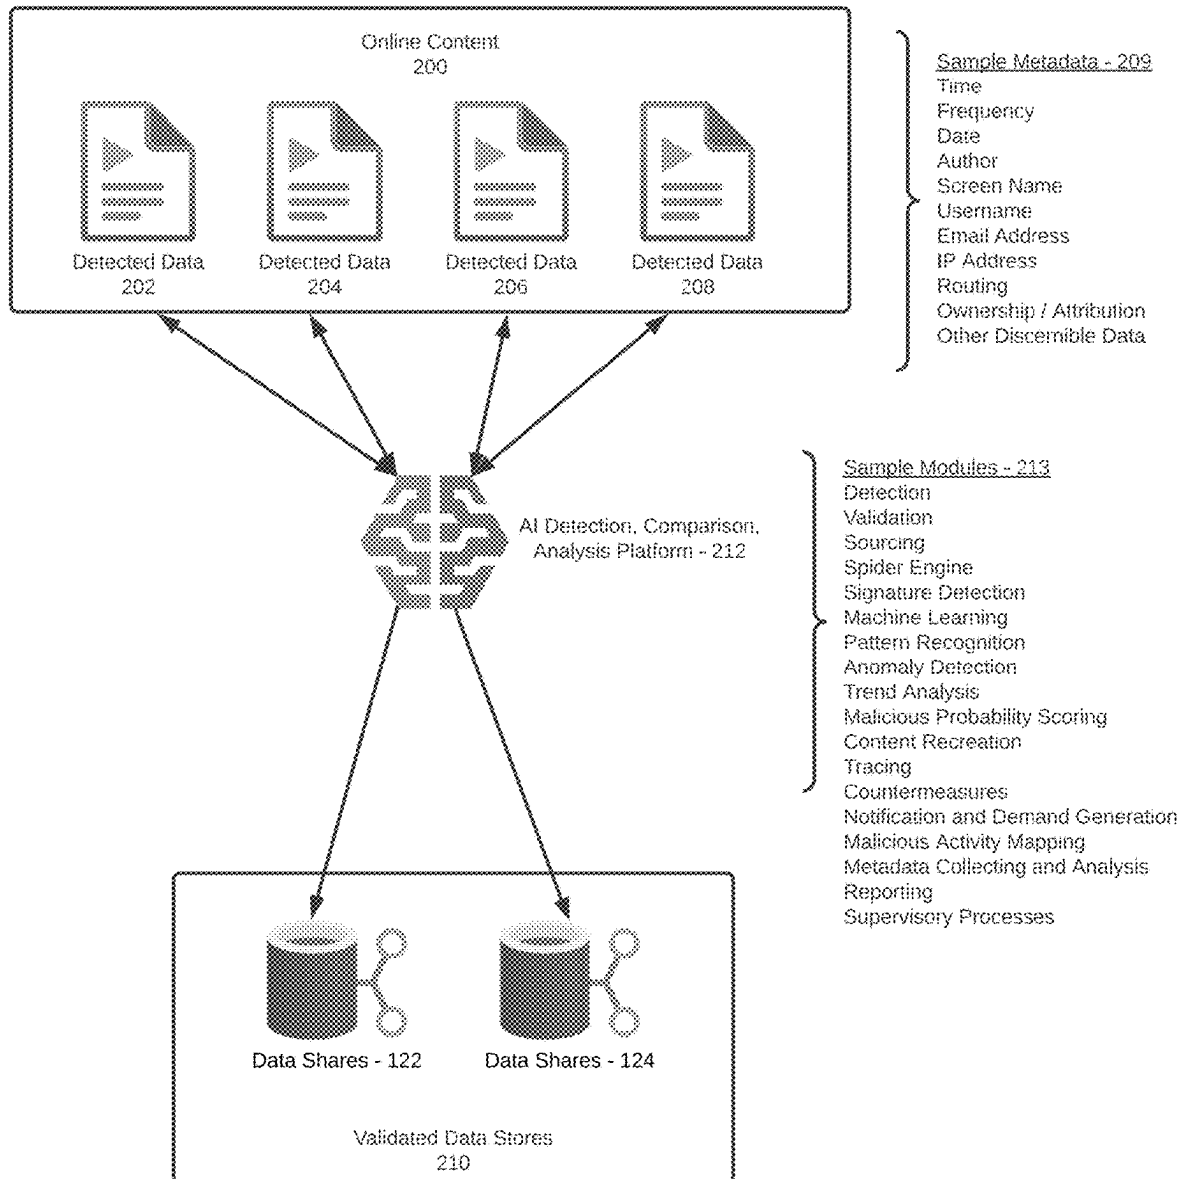 Online Content
200
Detected Data
202
Detected Data
204
Detected Data
206
Detected Data
208
Sample Metadata - 209
Time
Frequency
Date
Author
Screen Name
Username
Email Address
IP Address
Routing
Ownership / Attribution
Other Discernible Data
AI Detection, Comparison,
Analysis Platform - 212
Sample Modules - 213
Detection
Validation
Sourcing
Spider Engine
Signature Detection
Machine Learning
Pattern Recognition
Anomaly Detection
Trend Analysis
Malicious Probability Scoring
Content Recreation
Tracing
Countermeasures
Notification and Demand Generation
Malicious Activity Mapping
Metadata Collecting and Analysis
Reporting
Supervisory Processes
Data Shares - 122
Data Shares - 124
Validated Data Stores
210